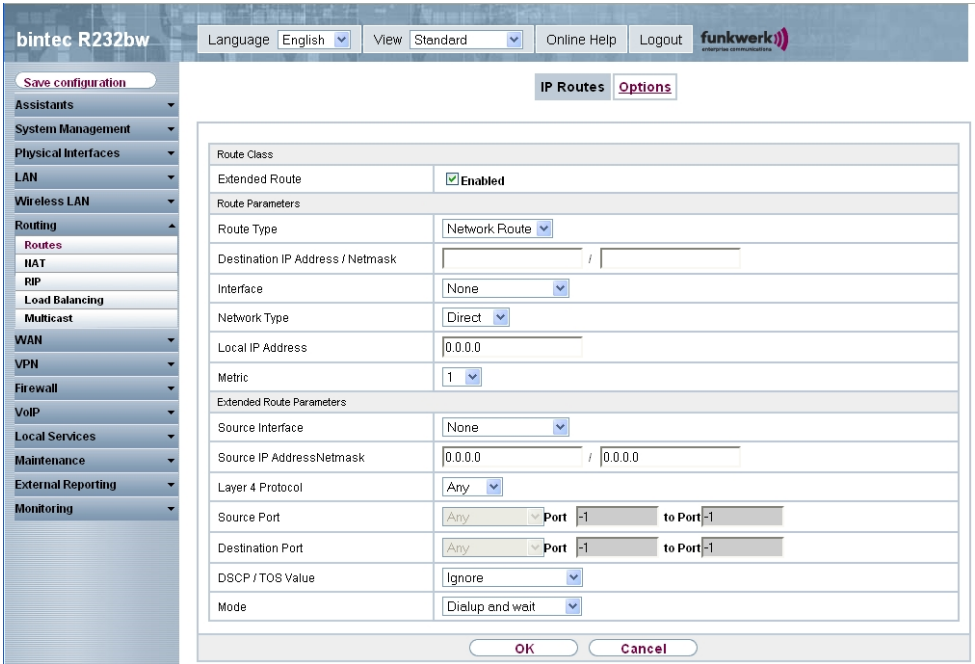 bintec R232bw
Language English View Standard Online Help Logout funkwerk
enterprise communications
Save configuration
Assistants
System Management
Physical Interfaces
LAN
Wireless LAN
Routing
Routes
NAT
RIP
Load Balancing
Multicast
WAN
VPN
Firewall
VoIP
Local Services
Maintenance
External Reporting
Monitoring
IP Routes Options
Route Class
Extended Route Enabled
Route Parameters
Route Type Network Route
Destination IP Address / Netmask /
Interface None
Network Type Direct
Local IP Address 0.0.0.0
Metric 1
Extended Route Parameters
Source Interface None
Source IP AddressNetmask 0.0.0.0 / 0.0.0.0
Layer 4 Protocol Any
Source Port Any Port -1 to Port -1
Destination Port Any Port -1 to Port -1
DSCP / TOS Value Ignore
Mode Dialup and wait
OK Cancel